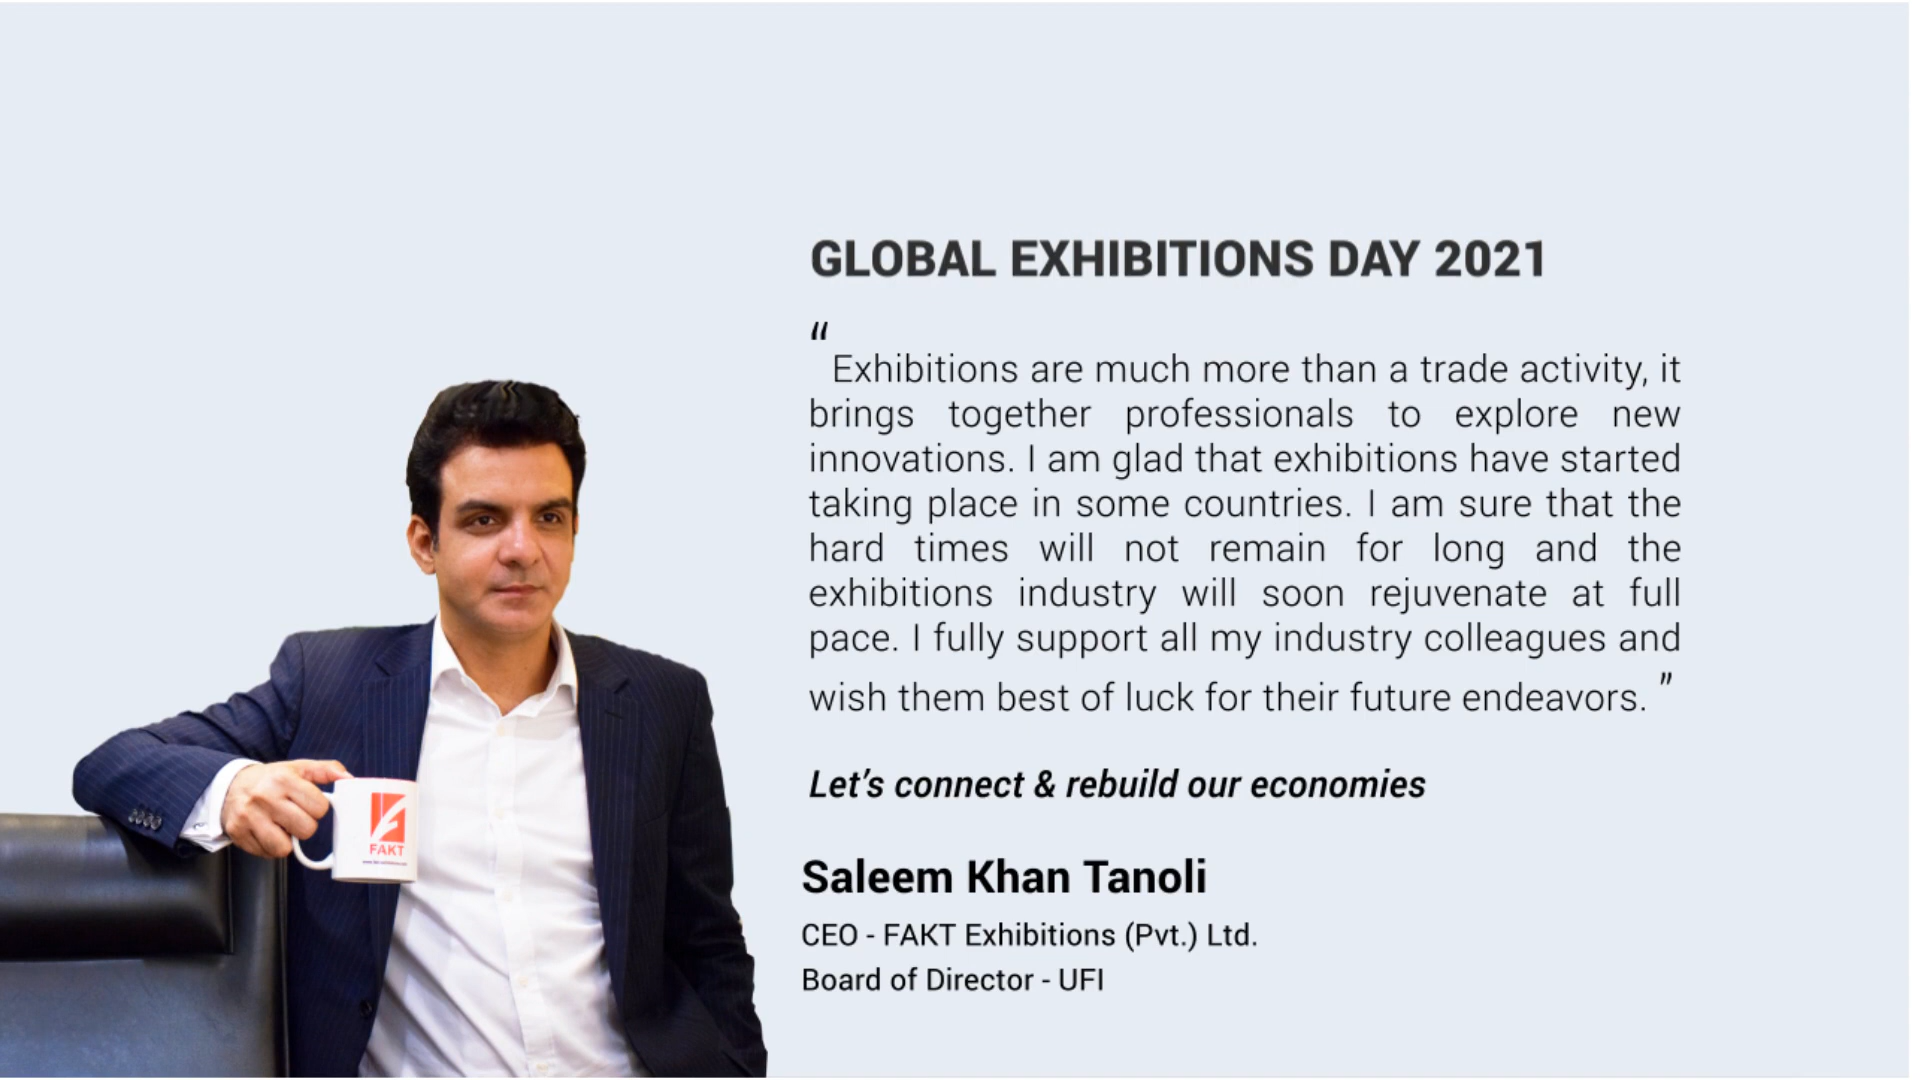 GLOBAL EXHIBITIONS DAY 2021
“
Exhibitions are much more than a trade activity, it
brings together professionals to explore new
innovations. I am glad that exhibitions have started
taking place in some countries. I am sure that the
hard times will not remain for long and the
exhibitions industry will soon rejuvenate at full
pace. I fully support all my industry colleagues and
wish them best of luck for their future endeavors. ”
Let’s connect & rebuild our economies
Saleem Khan Tanoli
CEO - FAKT Exhibitions (Pvt.) Ltd.
Board of Director - UFI
FAKT